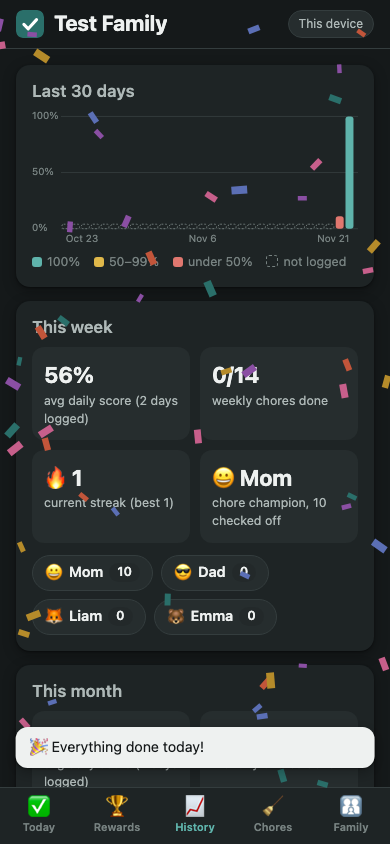 Test Family
This device
Last 30 days
100%
50%
0%
Oct 23
Nov 6
Nov 21
100%
50–99%
under 50%
not logged
This week
56%
avg daily score (2 days
logged)
0/14
weekly chores done
🔥 1
current streak (best 1)
😀 Mom
chore champion, 10
checked off
😀 Mom 10
😎 Dad 0
🦊 Liam 0
🐻 Emma 0
This month
🎉 Everything done today!
logged)
Today
Rewards
History
Chores
Family